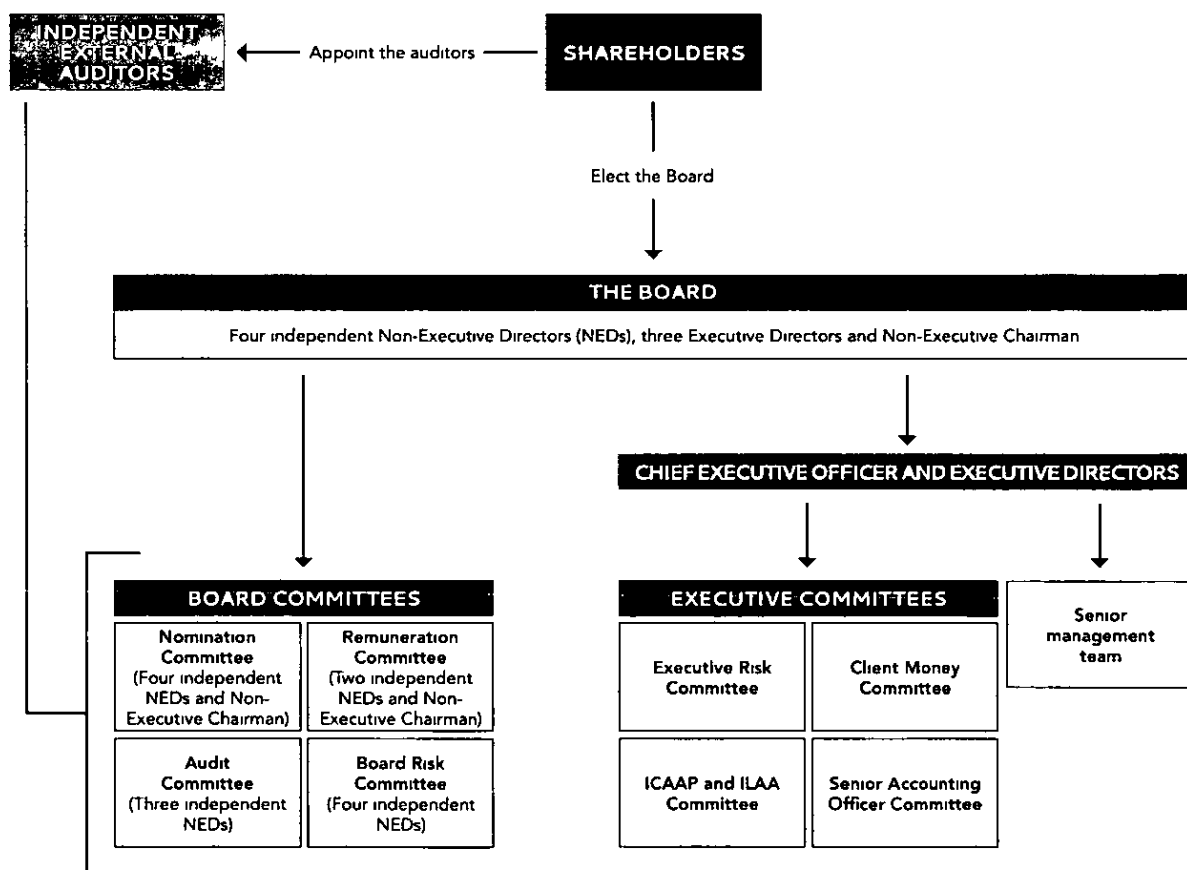 INDEPENDENT
EXTERNAL
AUDITORS
Appoint the auditors
SHAREHOLDERS
Elect the Board
THE BOARD
Four independent Non-Executive Directors (NEDs), three Executive Directors and Non-Executive Chairman
CHIEF EXECUTIVE OFFICER AND EXECUTIVE DIRECTORS
BOARD COMMITTEES
Nomination
Committee
(Four independent
NEDs and Non-
Executive Chairman)
Remuneration
Committee
(Two independent
NEDs and Non-
Executive Chairman)
Audit
Committee
(Three independent
NEDs)
Board Risk
Committee
(Four independent
NEDs)
EXECUTIVE COMMITTEES
Executive Risk
Committee
Client Money
Committee
ICAAP and ILAA
Committee
Senior Accounting
Officer Committee
Senior
management
team